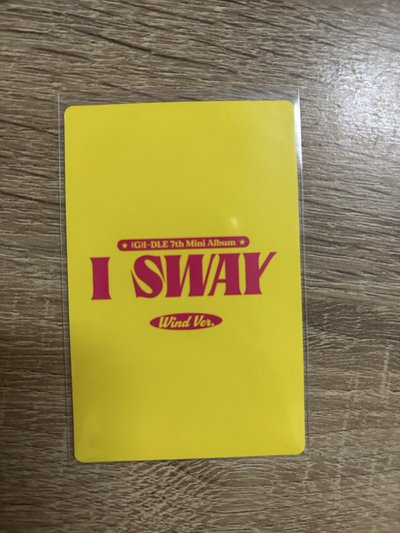 ★ (G)I-DLE 7th Mini Album ★
I SWAY
Wind Ver.